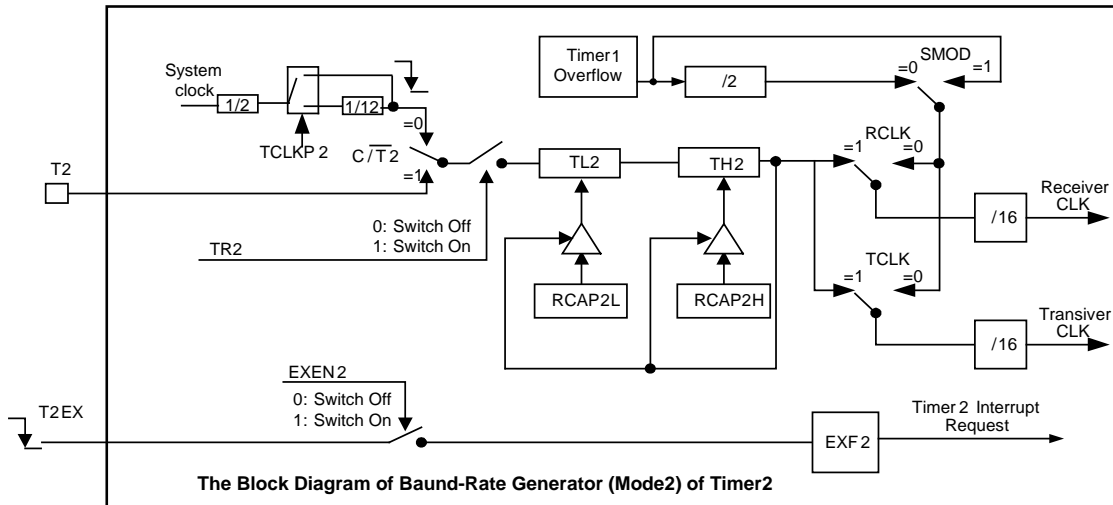 System
clock
1/2
1/12
TCLKP2
=0
C/T2
=1
T2
TR2
0: Switch Off
1: Switch On
Timer1
Overflow
/2
SMOD
=0
=1
TL2
TH2
RCAP2L
RCAP2H
RCLK
=1
=0
/16
Receiver
CLK
TCLK
=1
=0
/16
Transiver
CLK
EXEN2
0: Switch Off
1: Switch On
T2EX
EXF2
Timer2 Interrupt
Request
The Block Diagram of Baund-Rate Generator (Mode2) of Timer2